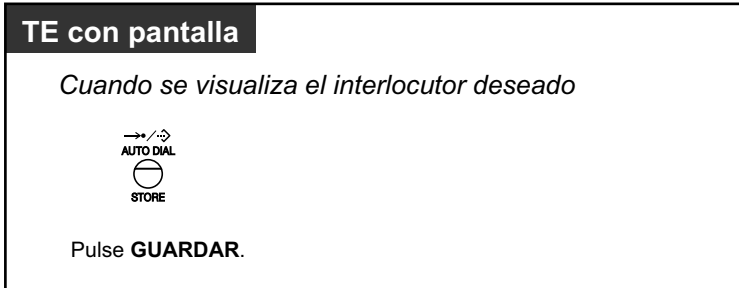 TE con pantalla
Cuando se visualiza el interlocutor deseado
AUTO DIAL
STORE
Pulse GUARDAR.